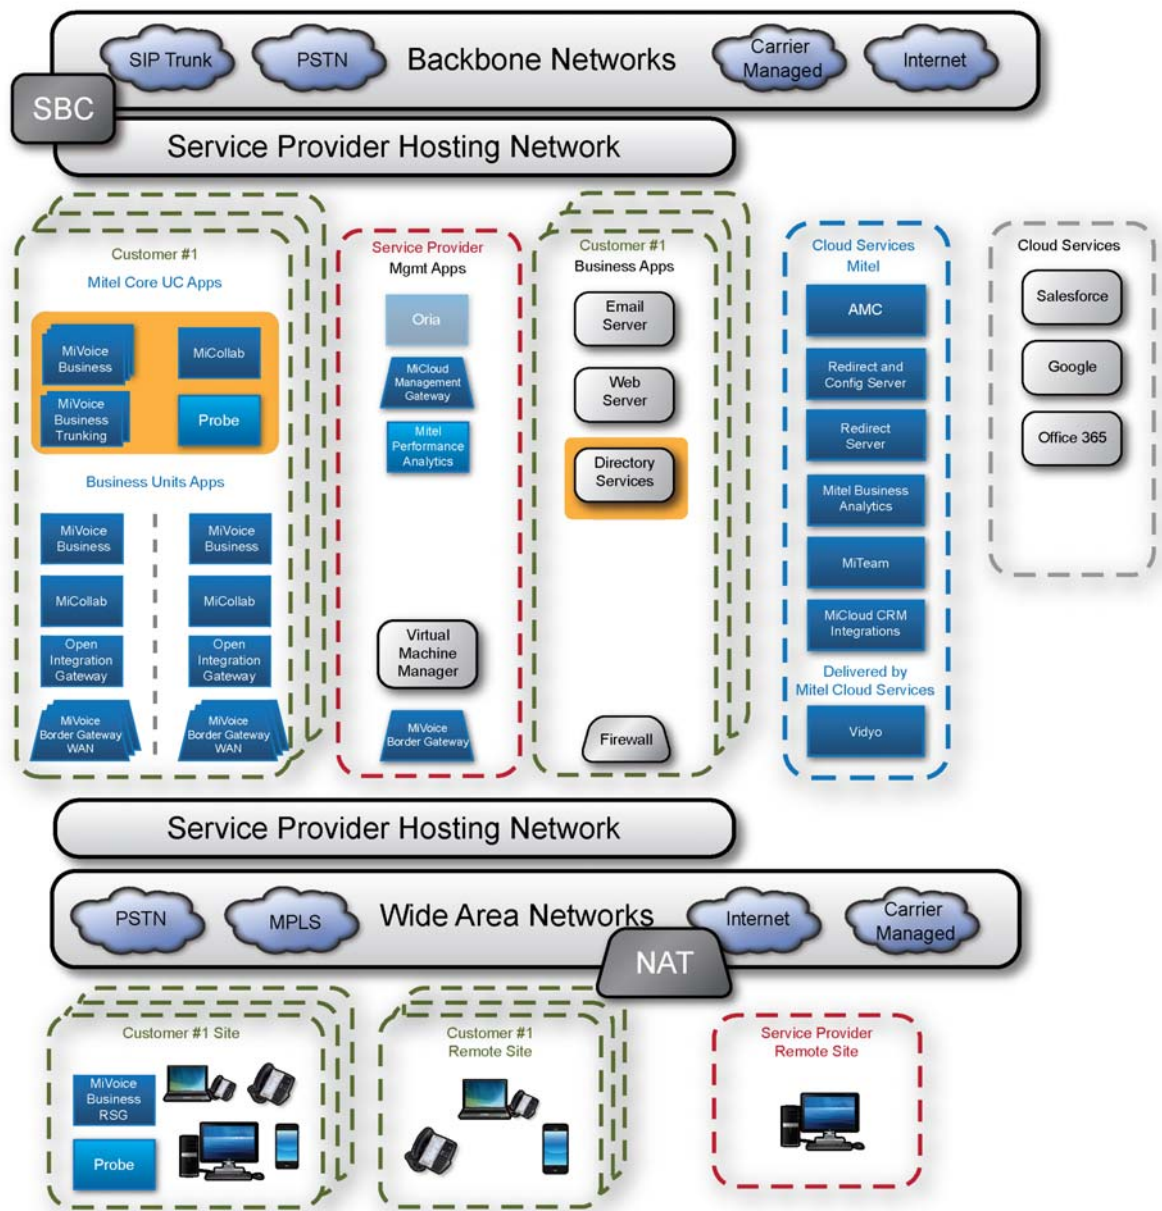 SIP Trunk
PSTN
Backbone Networks
Carrier
Managed
Internet
SBC
Service Provider Hosting Network
Customer #1
Mitel Core UC Apps
MiVoice
Business
MiCollab
MiVoice
Business
Trunking
Probe
Business Units Apps
MiVoice
Business
MiVoice
Business
MiCollab
MiCollab
Open
Integration
Gateway
Open
Integration
Gateway
MiVoice
Border Gateway
WAN
MiVoice
Border Gateway
WAN
Service Provider
Mgmt Apps
Oria
MiCloud
Management
Gateway
Mitel
Performance
Analytics
Virtual
Machine
Manager
MiVoice
Border Gateway
Customer #1
Business Apps
Email
Server
Web
Server
Directory
Services
Firewall
Cloud Services
Mitel
AMC
Redirect and
Config Server
Redirect
Server
Mitel Business
Analytics
MiTeam
MiCloud CRM
Integrations
Delivered by
Mitel Cloud Services
Vidyo
Cloud Services
Salesforce
Google
Office 365
Service Provider Hosting Network
PSTN
MPLS
Wide Area Networks
Internet
Carrier
Managed
NAT
Customer #1 Site
MiVoice
Business
RSG
Probe
Customer #1
Remote Site
Service Provider
Remote Site